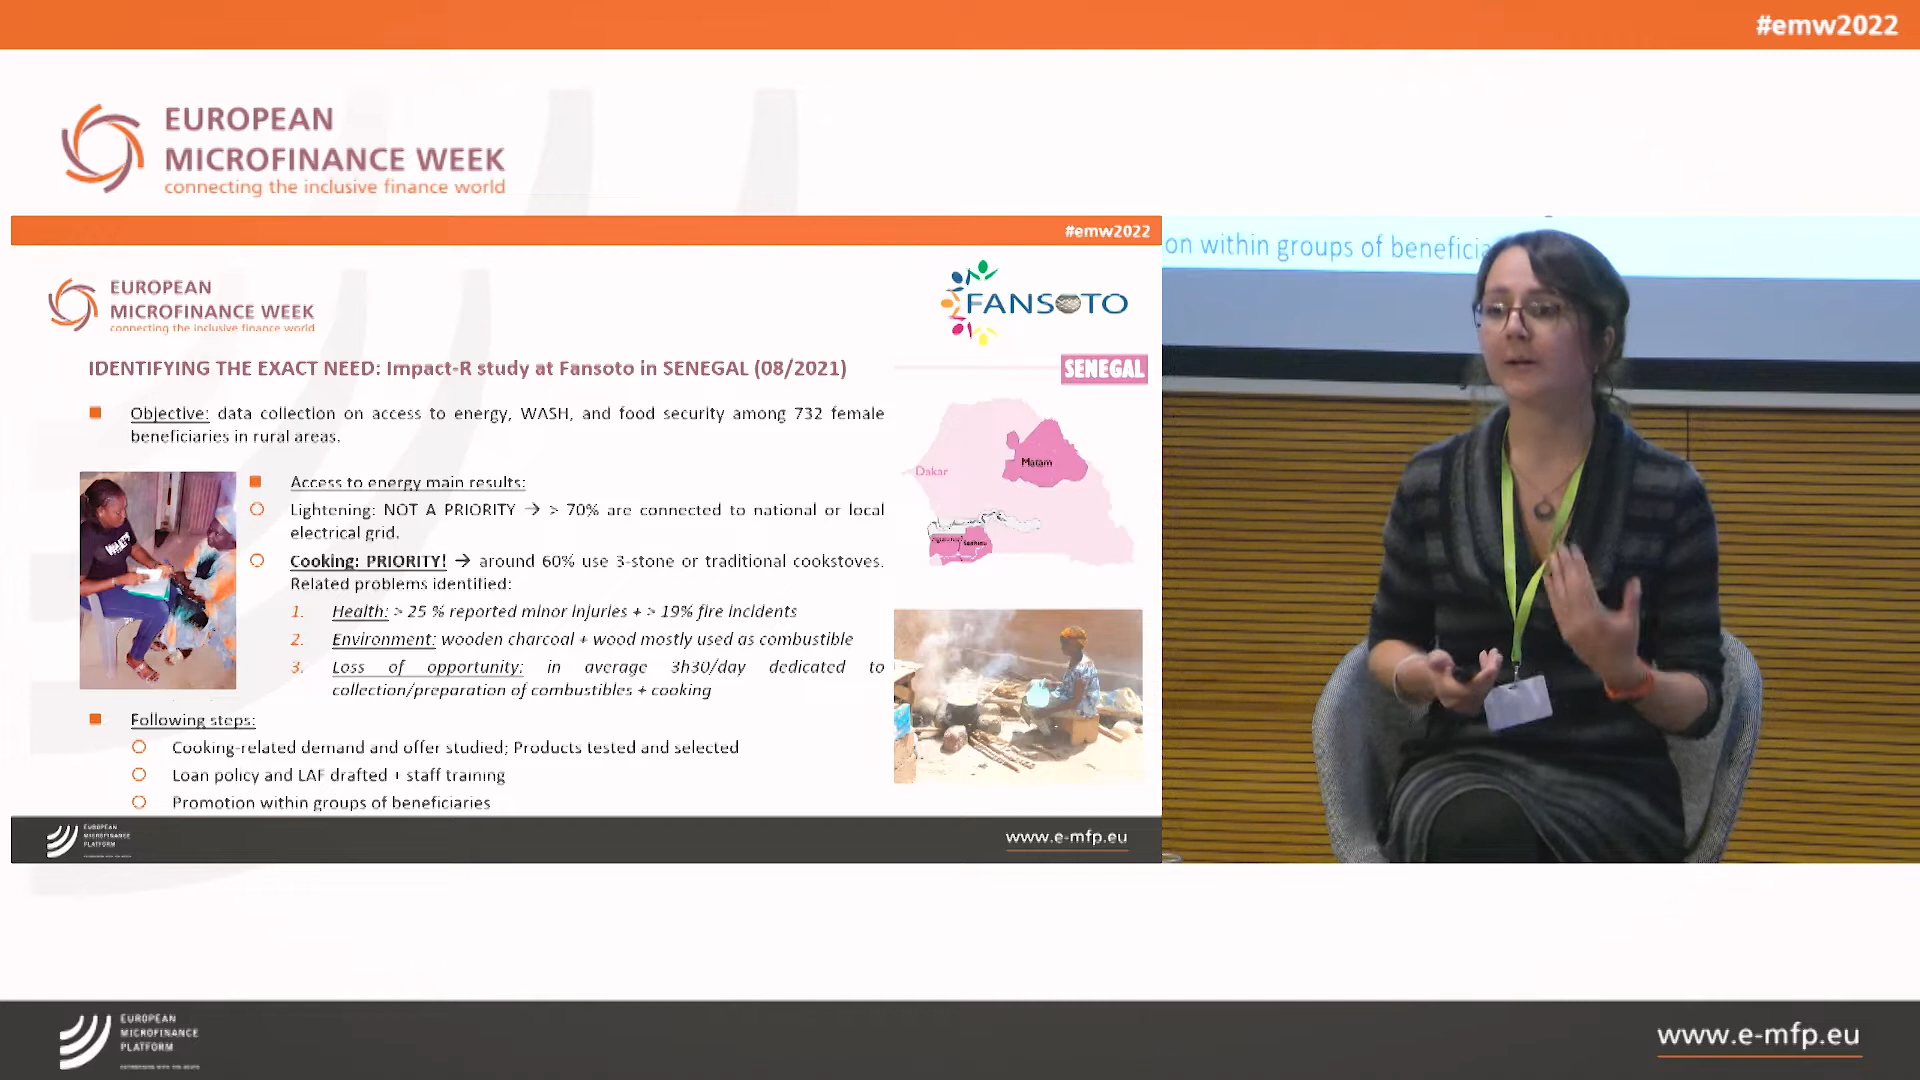 #emw2022
EUROPEAN
MICROFINANCE WEEK
connecting the inclusive finance world
#emw2022
EUROPEAN
MICROFINANCE WEEK
connecting the inclusive finance world
FANSOTO
IDENTIFYING THE EXACT NEED: Impact-R study at Fansoto in SENEGAL (08/2021)
SENEGAL
Objective: data collection on access to energy, WASH, and food security among 732 female
beneficiaries in rural areas.
Access to energy main results:
Lightening: NOT A PRIORITY → > 70% are connected to national or local
electrical grid.
Cooking: PRIORITY! → around 60% use 3-stone or traditional cookstoves.
Related problems identified:
1. Health: > 25 % reported minor injuries + > 19% fire incidents
2. Environment: wooden charcoal + wood mostly used as combustible
3. Loss of opportunity: in average 3h30/day dedicated to
collection/preparation of combustibles + cooking
Following steps:
Cooking-related demand and offer studied; Products tested and selected
Loan policy and LAF drafted + staff training
Promotion within groups of beneficiaries
Dakar
Matam
EUROPEAN
MICROFINANCE
PLATFORM
www.e-mfp.eu
on within groups of beneficia
EUROPEAN
MICROFINANCE
PLATFORM
www.e-mfp.eu